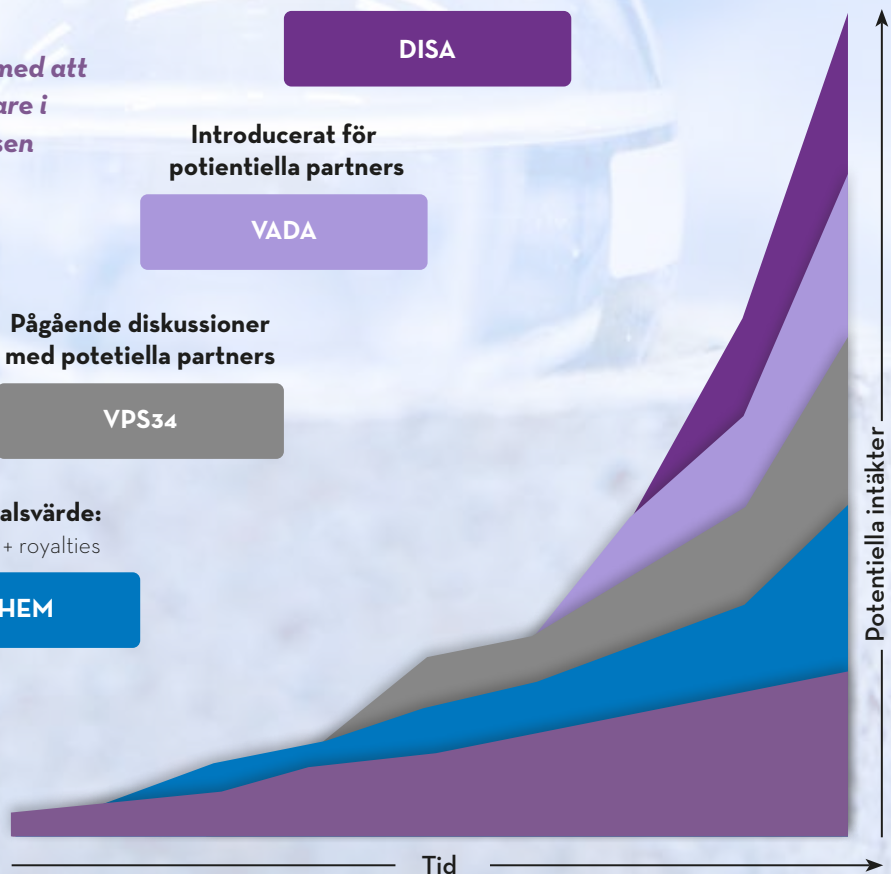 DISA
med att
are i
sen
Introducerat för
potientiella partners
VADA
Pågående diskussioner
med potetiella partners
VPS34
alsvärde:
+ royalties
HEM
Potentiella intäkter
Tid